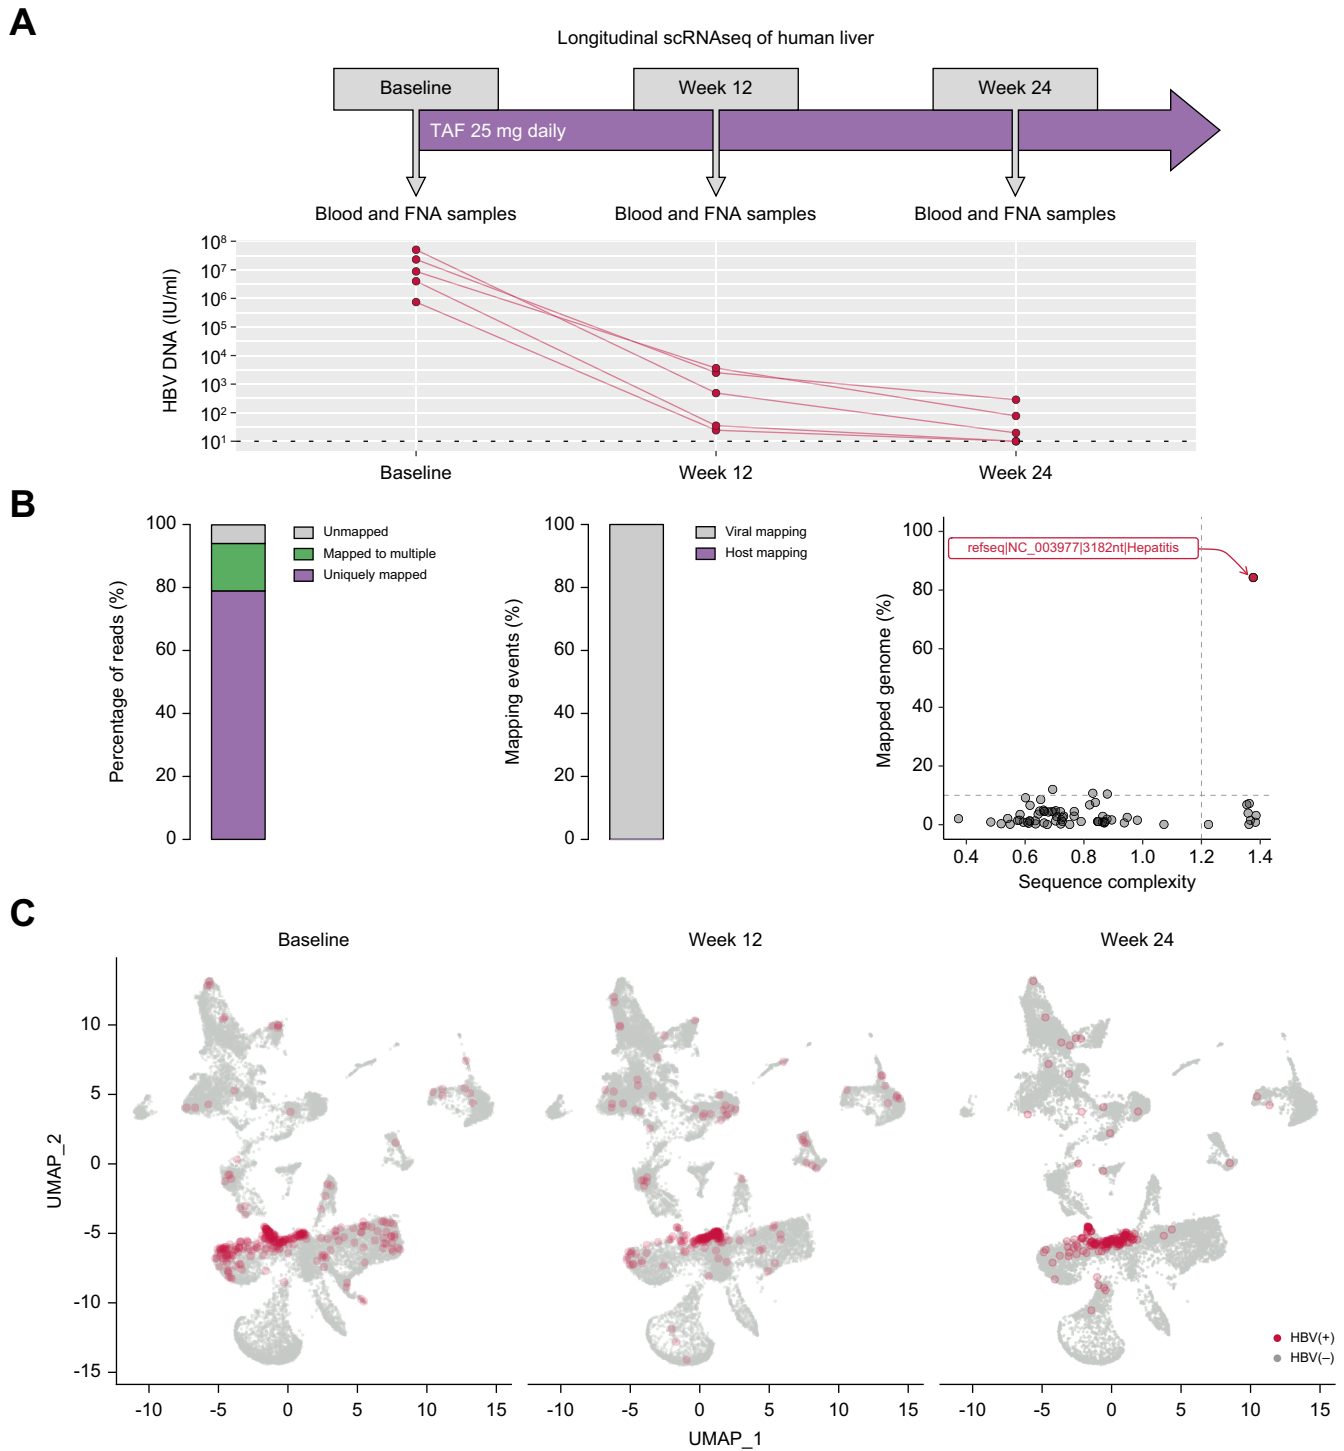 A
Longitudinal scRNAseq of human liver
Baseline
Week 12
Week 24
TAF 25 mg daily
Blood and FNA samples
Blood and FNA samples
Blood and FNA samples
HBV DNA (IU/ml)
10⁸
10⁷
10⁶
10⁵
10⁴
10³
10²
10¹
Baseline
Week 12
Week 24
B
Percentage of reads (%)
100
80
60
40
20
0
Unmapped
Mapped to multiple
Uniquely mapped
Mapping events (%)
100
80
60
40
20
0
Viral mapping
Host mapping
Mapped genome (%)
100
80
60
40
20
0
refseq|NC_003977|3182nt|Hepatitis
0.4
0.6
0.8
1.0
1.2
1.4
Sequence complexity
C
Baseline
Week 12
Week 24
UMAP_2
10
5
0
-5
-10
-15
HBV(+)
HBV(–)
-10
-5
0
5
10
15
-10
-5
0
5
10
15
-10
-5
0
5
10
15
UMAP_1